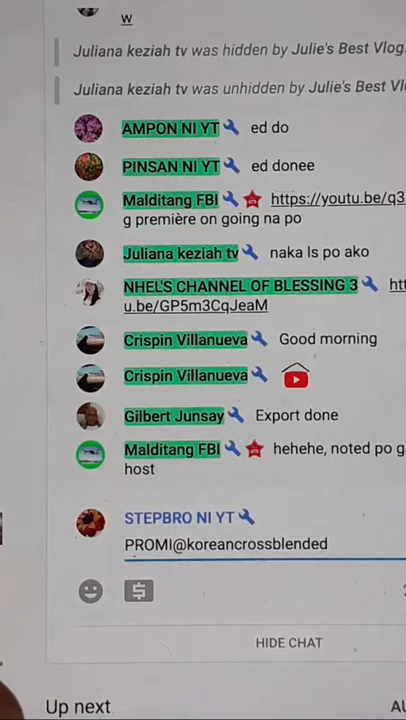 w
Juliana keziah tv was hidden by Julie's Best Vlog.
Juliana keziah tv was unhidden by Julie's Best Vl
AMPON NI YT ed do
PINSAN NI YT ed donee
Malditang FBI https://youtu.be/q3
g première on going na po
Juliana keziah tv naka ls po ako
NHEL'S CHANNEL OF BLESSING 3 htt
u.be/GP5m3CqJeaM
Crispin Villanueva Good morning
Crispin Villanueva
Gilbert Junsay Export done
Malditang FBI hehehe, noted po g
host
STEPBRO NI YT
PROMI@koreancrossblended
HIDE CHAT
Up next
AU